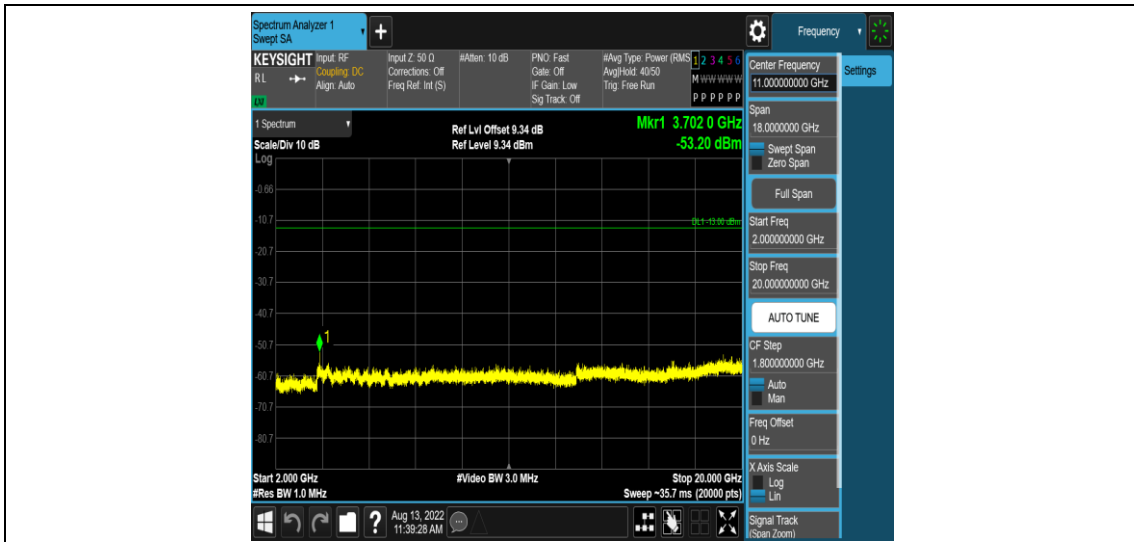 Spectrum Analyzer 1
Swept SA
+
Frequency
KEYSIGHT
RL
LM
Input: RF
Coupling: DC
Align: Auto
Input Z: 50 Ω
Corrections: Off
Freq Ref: Int (S)
#Atten: 10 dB
PNO: Fast
Gate: Off
IF Gain: Low
Sig Track: Off
#Avg Type: Power (RMS
Avg|Hold: 40/50
Trig: Free Run
1 2 3 4 5 6
M W W W W W
P P P P P P
Center Frequency
11.000000000 GHz
Settings
Span
18.0000000 GHz
Swept Span
Zero Span
Full Span
Start Freq
2.000000000 GHz
Stop Freq
20.000000000 GHz
AUTO TUNE
CF Step
1.800000000 GHz
Auto
Man
Freq Offset
0 Hz
X Axis Scale
Log
Lin
Signal Track
(Span Zoom)
1 Spectrum
Scale/Div 10 dB
Ref Lvl Offset 9.34 dB
Ref Level 9.34 dBm
Mkr1 3.702 0 GHz
-53.20 dBm
Log
-0.66
-10.7
DL1 -13.00 dBm
-20.7
-30.7
-40.7
1
-50.7
-60.7
-70.7
-80.7
Start 2.000 GHz
#Video BW 3.0 MHz
Stop 20.000 GHz
#Res BW 1.0 MHz
Sweep ~35.7 ms (20000 pts)
?
Aug 13, 2022
11:39:28 AM